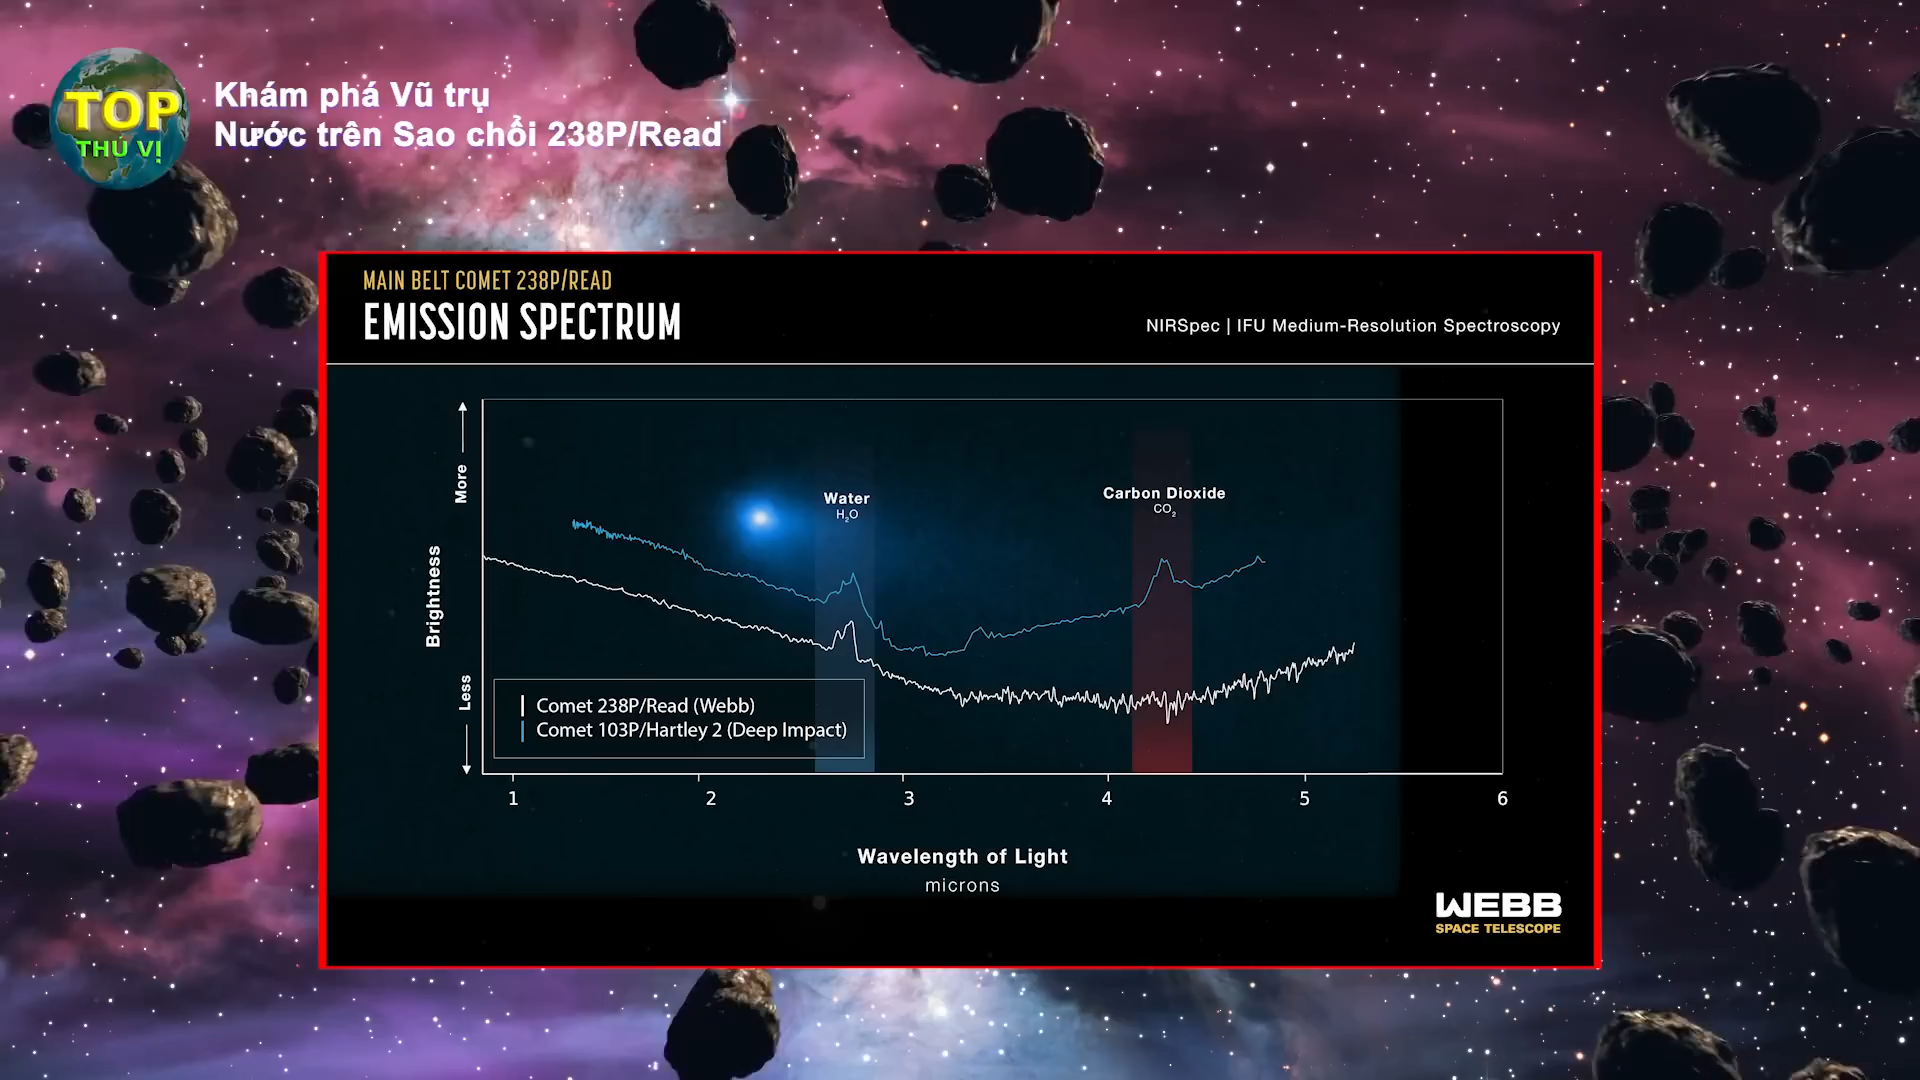 TOP
THÚ VỊ
Khám phá Vũ trụ
Nước trên Sao chổi 238P/Read
MAIN BELT COMET 238P/READ
EMISSION SPECTRUM
NIRSpec | IFU Medium-Resolution Spectroscopy
More
Brightness
Less
Water
H₂O
Carbon Dioxide
CO₂
Comet 238P/Read (Webb)
Comet 103P/Hartley 2 (Deep Impact)
1 2 3 4 5 6
Wavelength of Light
microns
WEBB
SPACE TELESCOPE